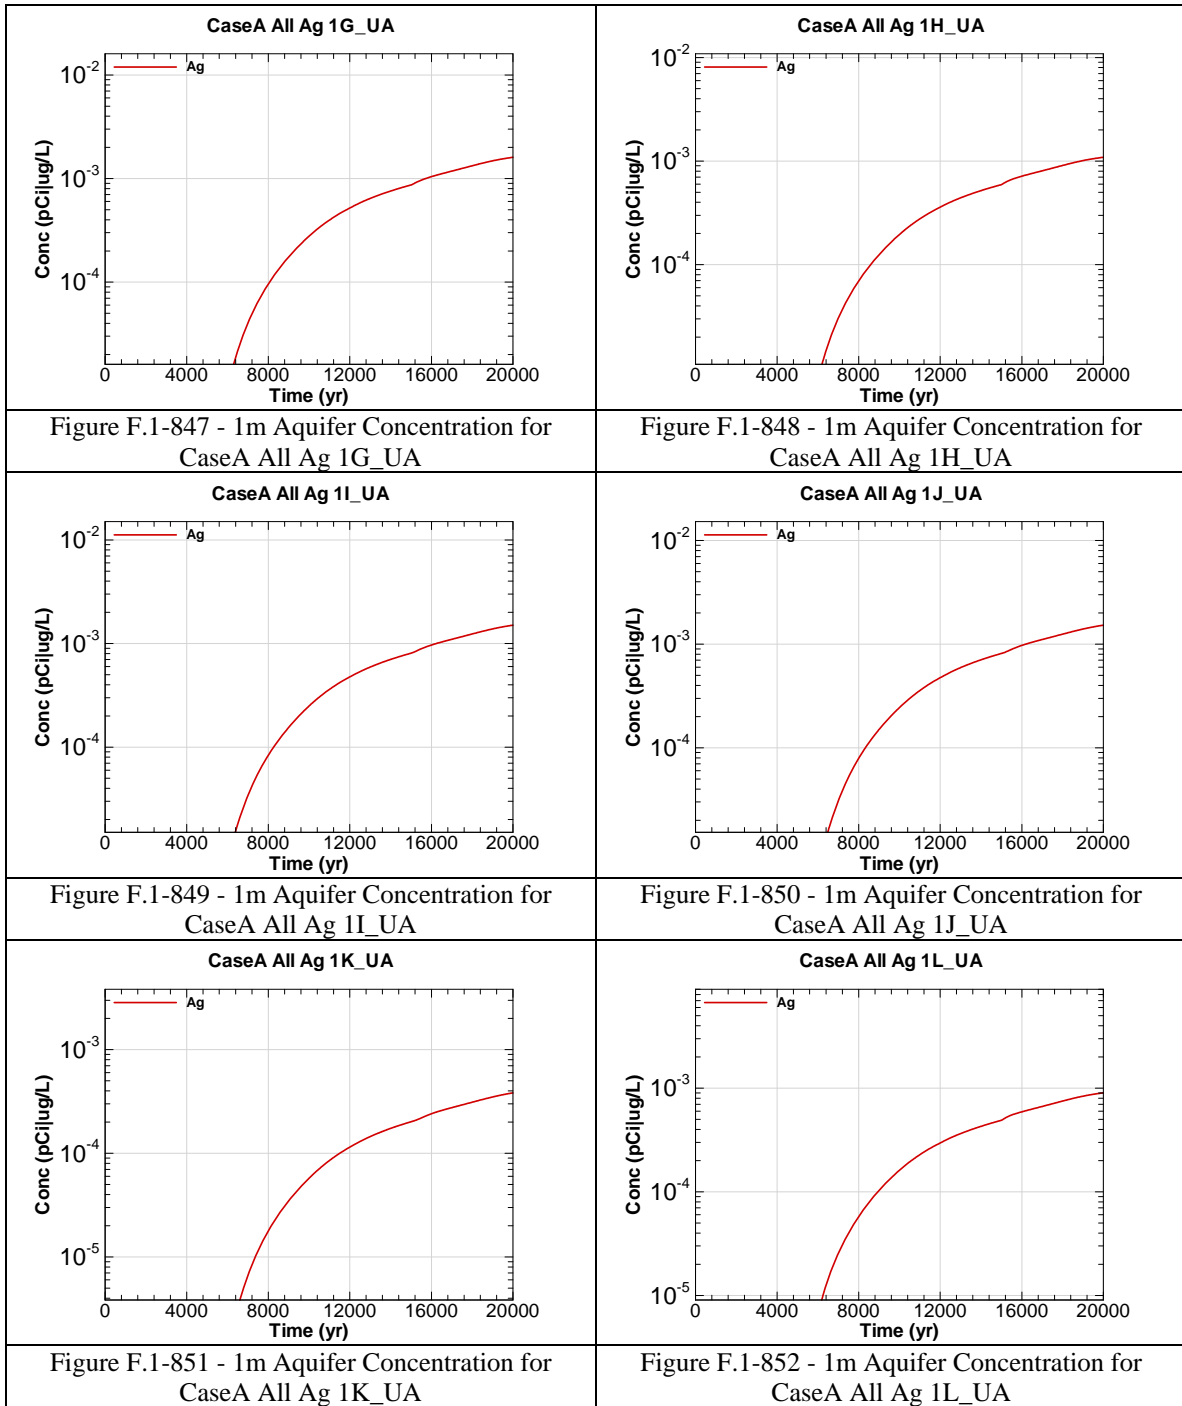 CaseA All Ag 1G_UA
Ag
10-2
10-3
10-4
Conc (pCi|ug/L)
0 4000 8000 12000 16000 20000
Time (yr)
Figure F.1-847 - 1m Aquifer Concentration for
CaseA All Ag 1G_UA
CaseA All Ag 1H_UA
Ag
10-2
10-3
10-4
Conc (pCi|ug/L)
0 4000 8000 12000 16000 20000
Time (yr)
Figure F.1-848 - 1m Aquifer Concentration for
CaseA All Ag 1H_UA
CaseA All Ag 1I_UA
Ag
10-2
10-3
10-4
Conc (pCi|ug/L)
0 4000 8000 12000 16000 20000
Time (yr)
Figure F.1-849 - 1m Aquifer Concentration for
CaseA All Ag 1I_UA
CaseA All Ag 1J_UA
Ag
10-2
10-3
10-4
Conc (pCi|ug/L)
0 4000 8000 12000 16000 20000
Time (yr)
Figure F.1-850 - 1m Aquifer Concentration for
CaseA All Ag 1J_UA
CaseA All Ag 1K_UA
Ag
10-3
10-4
10-5
Conc (pCi|ug/L)
0 4000 8000 12000 16000 20000
Time (yr)
Figure F.1-851 - 1m Aquifer Concentration for
CaseA All Ag 1K_UA
CaseA All Ag 1L_UA
Ag
10-3
10-4
10-5
Conc (pCi|ug/L)
0 4000 8000 12000 16000 20000
Time (yr)
Figure F.1-852 - 1m Aquifer Concentration for
CaseA All Ag 1L_UA